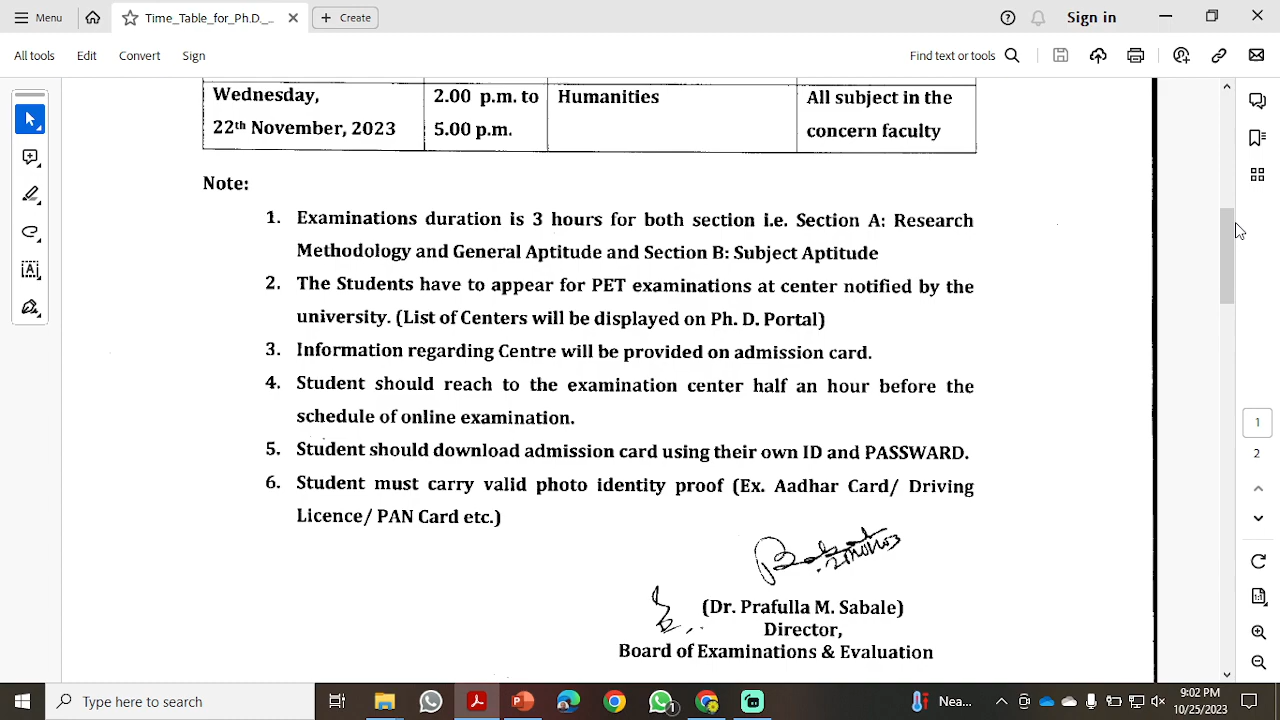 Menu
Time_Table_for_Ph.D._...
Create
Sign in
All tools
Edit
Convert
Sign
Find text or tools
Wednesday,
22th November, 2023
2.00 p.m. to
5.00 p.m.
Humanities
All subject in the
concern faculty
Note:
1. Examinations duration is 3 hours for both section i.e. Section A: Research
Methodology and General Aptitude and Section B: Subject Aptitude
2. The Students have to appear for PET examinations at center notified by the
university. (List of Centers will be displayed on Ph. D. Portal)
3. Information regarding Centre will be provided on admission card.
4. Student should reach to the examination center half an hour before the
schedule of online examination.
5. Student should download admission card using their own ID and PASSWARD.
6. Student must carry valid photo identity proof (Ex. Aadhar Card/ Driving
Licence/ PAN Card etc.)
(Dr. Prafulla M. Sabale)
Director,
Board of Examinations & Evaluation
1
2
Type here to search
1
Nea...
9:02 PM
10/25/2023